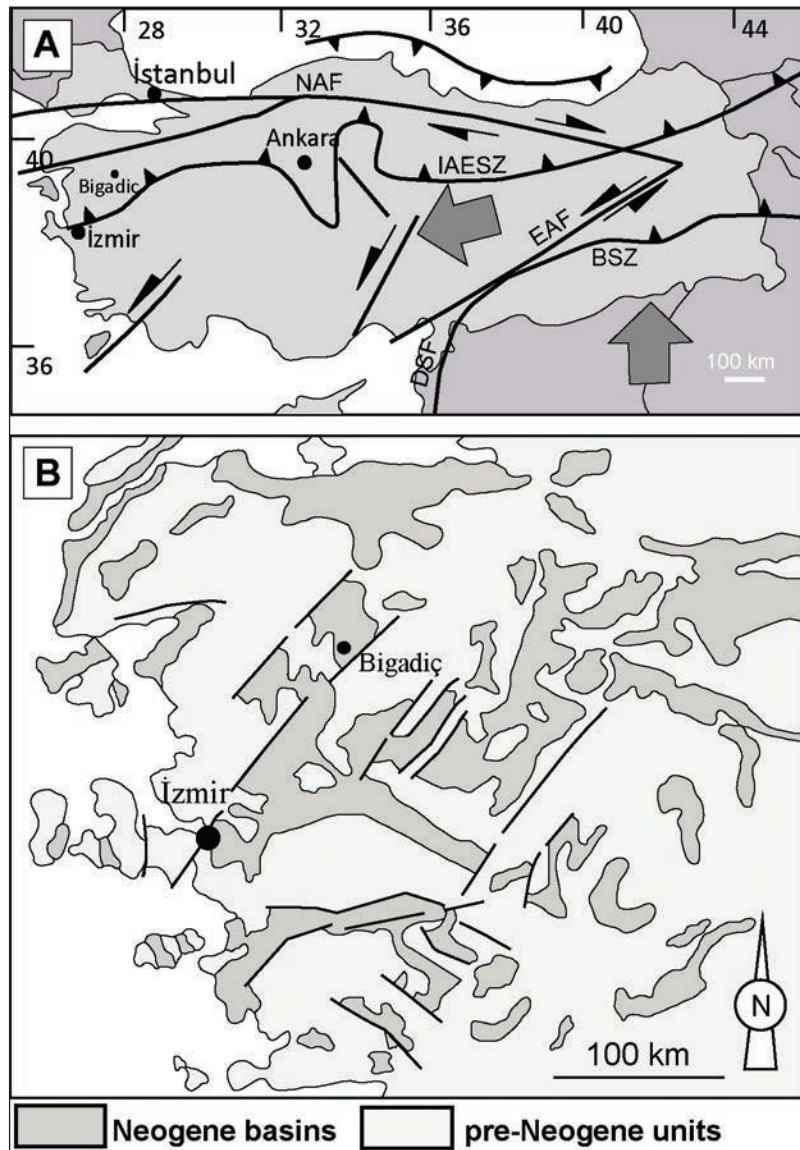 28 32 36 40 44
A
İstanbul
NAF
40
Ankara
IAESZ
Bigadiç
İzmir
EAF
BSZ
36
DSF
100 km
B
Bigadiç
İzmir
N
100 km
Neogene basins pre-Neogene units